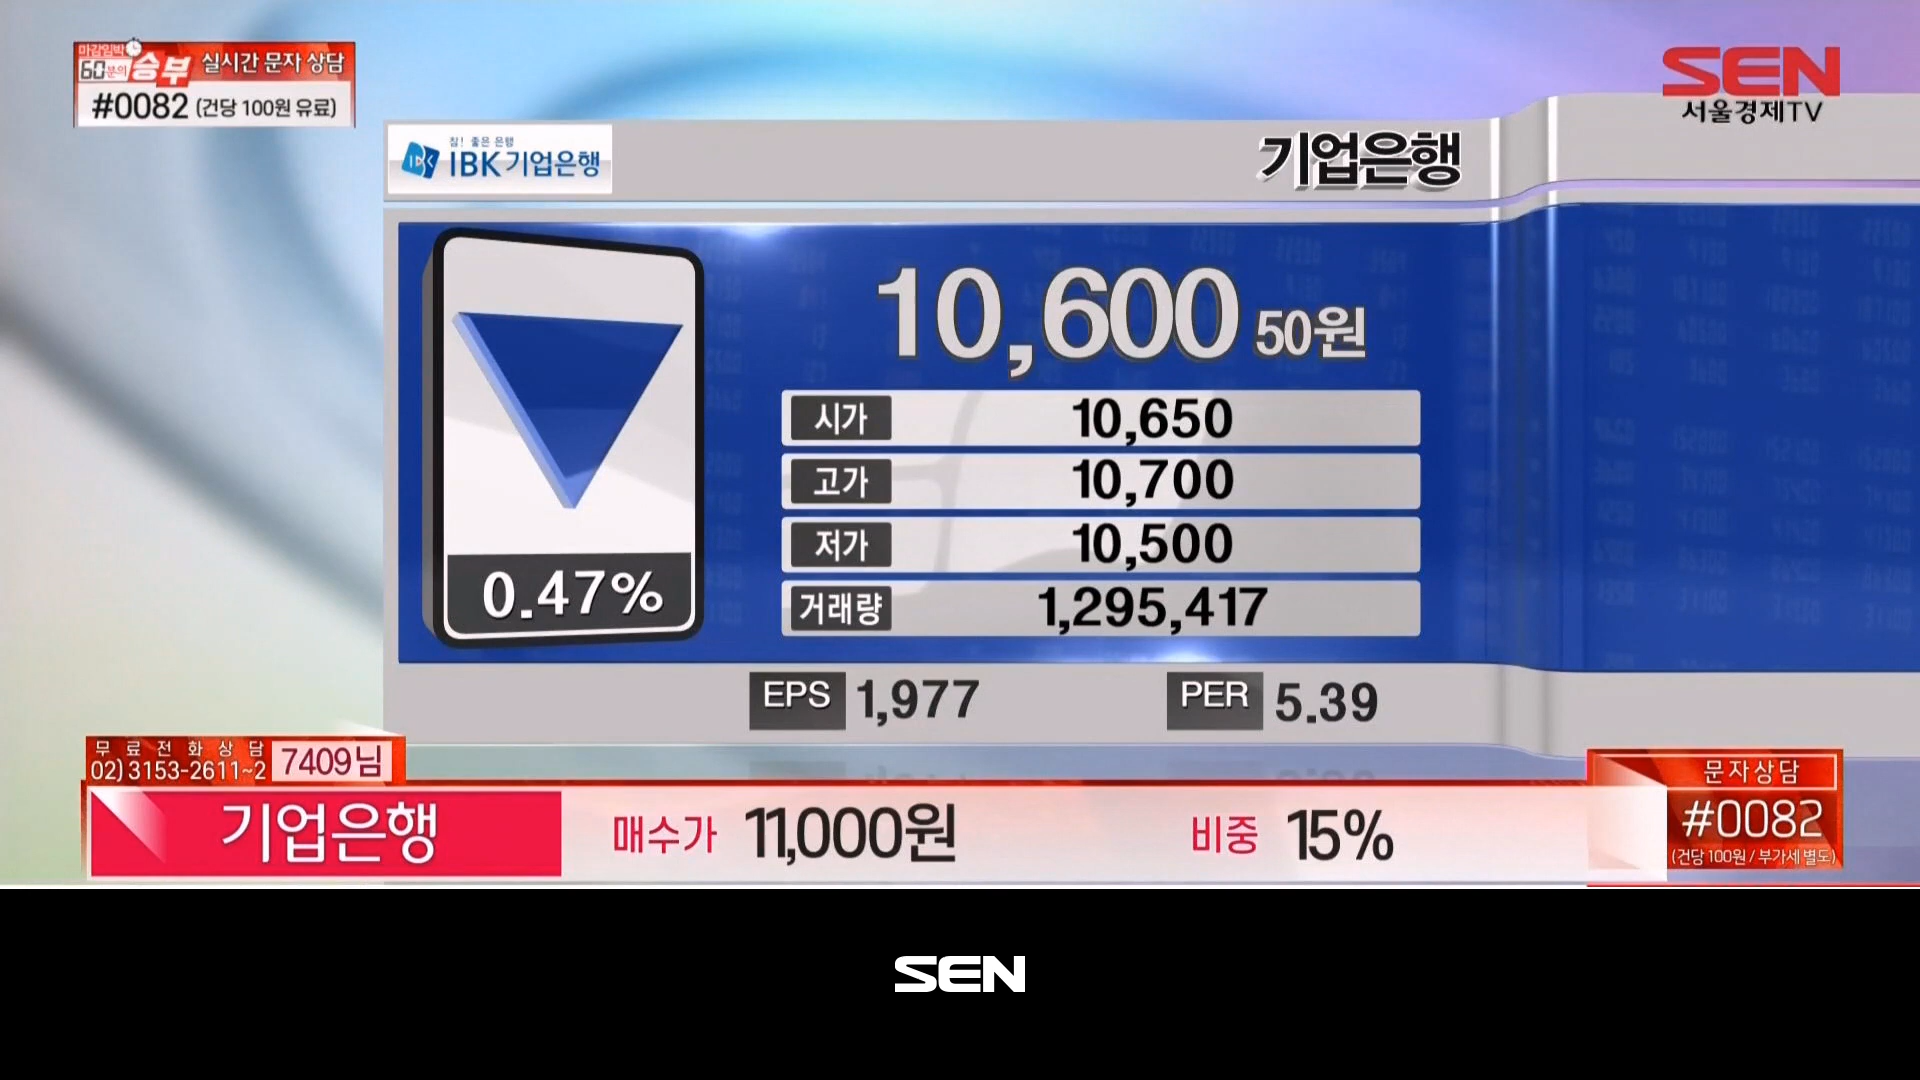 마감임박
60분의 승부 실시간 문자 상담
#0082 (건당 100원 유료)
SEN
서울경제TV
참! 좋은 은행
IBK기업은행
기업은행
10,600 50원
0.47%
시가 10,650
고가 10,700
저가 10,500
거래량 1,295,417
EPS 1,977 PER 5.39
무료전화상담
02)3153-2611~2 7409님
기업은행 매수가 11,000원 비중 15%
문자상담
#0082
(건당 100원 / 부가세 별도)
SEN